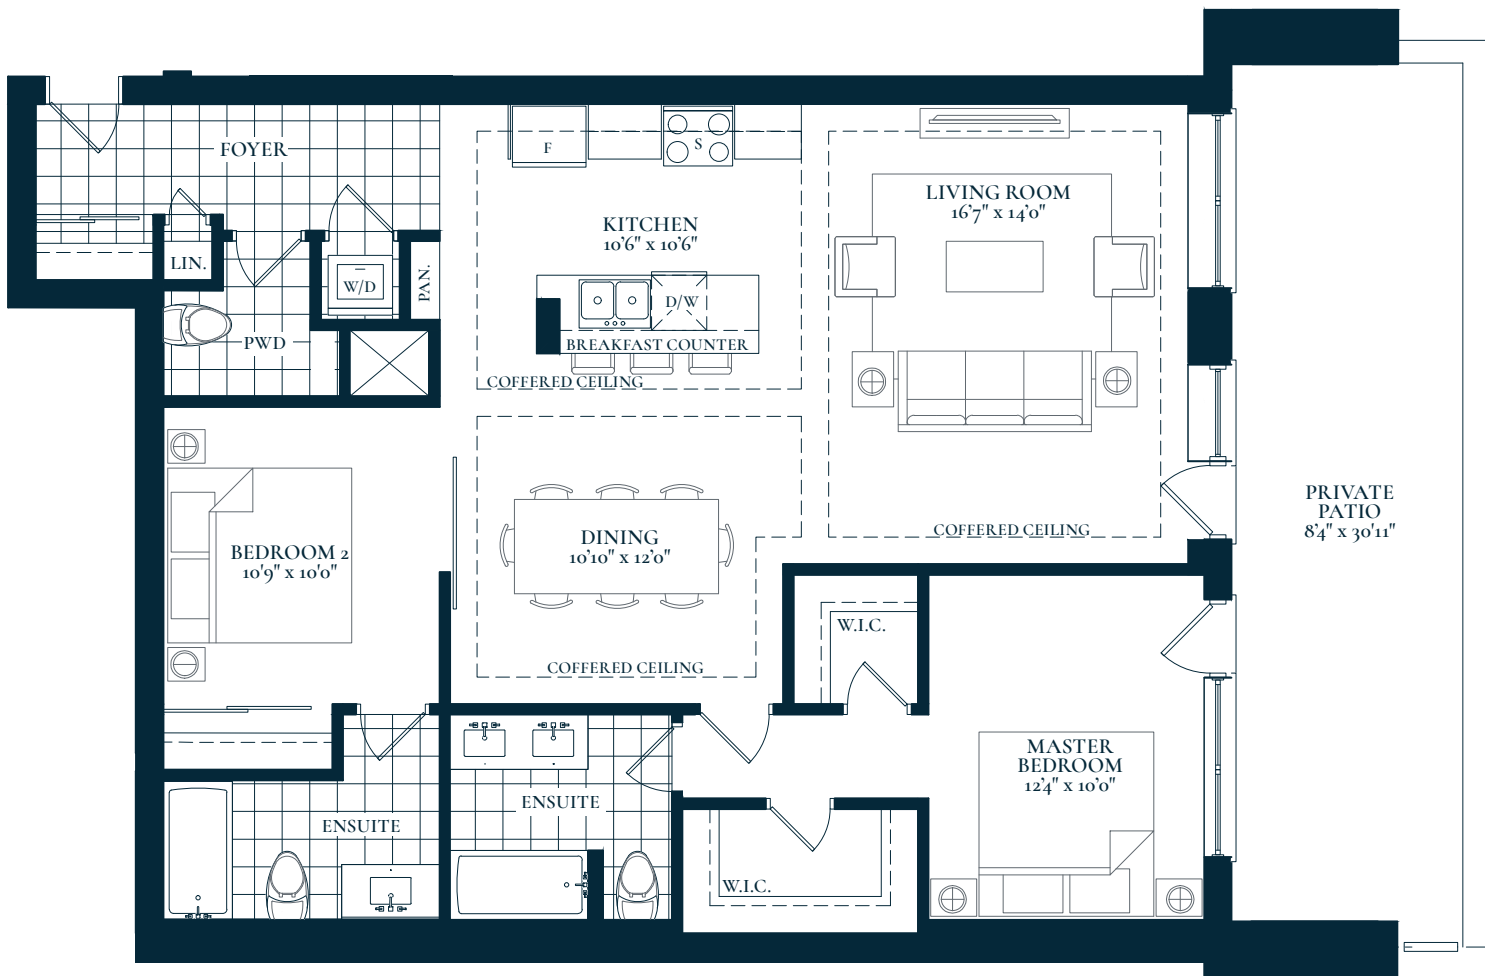 FOYER
LIN.
W/D
PAN.
PWD
F
S
KITCHEN
10'6" x 10'6"
D/W
BREAKFAST COUNTER
COFFERED CEILING
LIVING ROOM
16'7" x 14'0"
COFFERED CEILING
PRIVATE
PATIO
8'4" x 30'11"
BEDROOM 2
10'9" x 10'0"
DINING
10'10" x 12'0"
COFFERED CEILING
W.I.C.
MASTER
BEDROOM
12'4" x 10'0"
ENSUITE
ENSUITE
W.I.C.